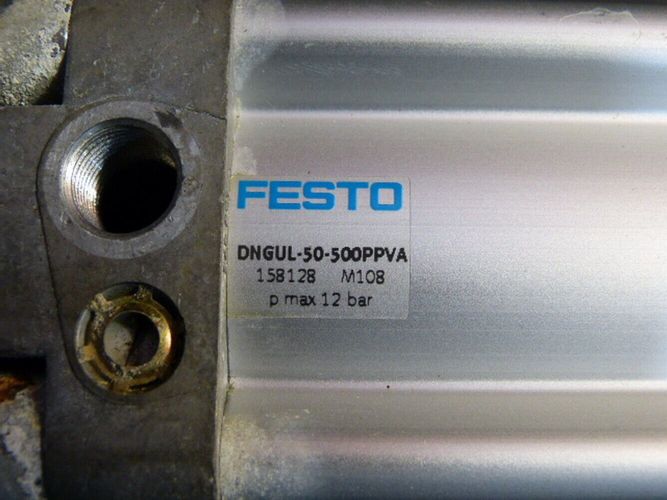 FESTO
DNGUL-50-500PPVA
158128 M108
p max 12 bar